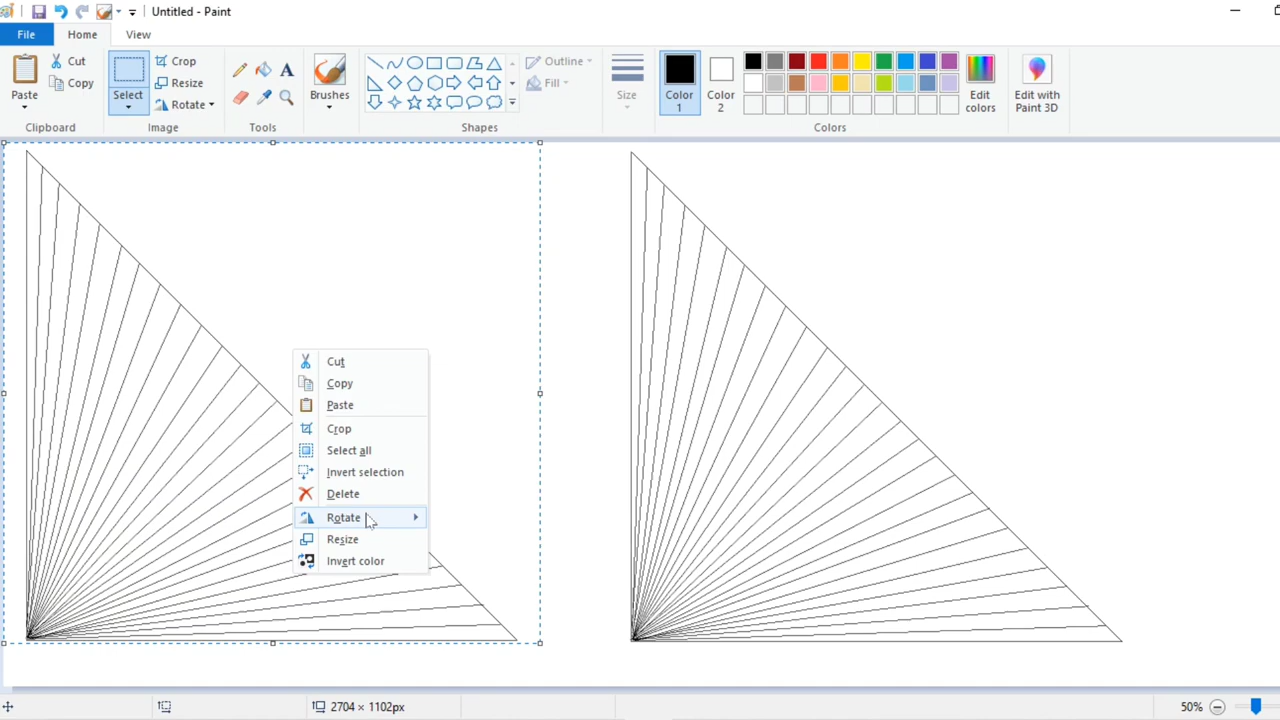 Untitled - Paint
File Home View
Paste
Cut
Copy
Clipboard
Select
Crop
Resize
Rotate
Image
A
Tools
Brushes
Outline
Fill
Shapes
Size
Color 1
Color 2
Edit colors
Colors
Edit with Paint 3D
Cut
Copy
Paste
Crop
Select all
Invert selection
Delete
Rotate
Resize
Invert color
2704 × 1102px
50%